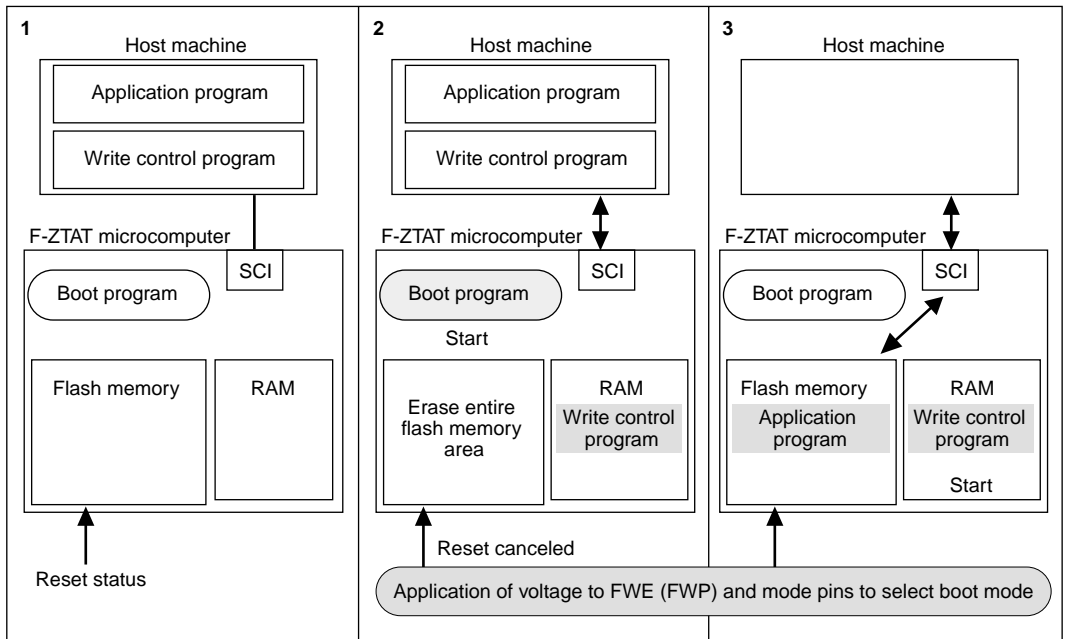 1
Host machine
Application program
Write control program
F-ZTAT microcomputer
SCI
Boot program
Flash memory
RAM
Reset status
2
Host machine
Application program
Write control program
F-ZTAT microcomputer
SCI
Boot program
Start
Erase entire
flash memory
area
RAM
Write control
program
Reset canceled
3
Host machine
F-ZTAT microcomputer
SCI
Boot program
Flash memory
Application
program
RAM
Write control
program
Start
Application of voltage to FWE (FWP) and mode pins to select boot mode